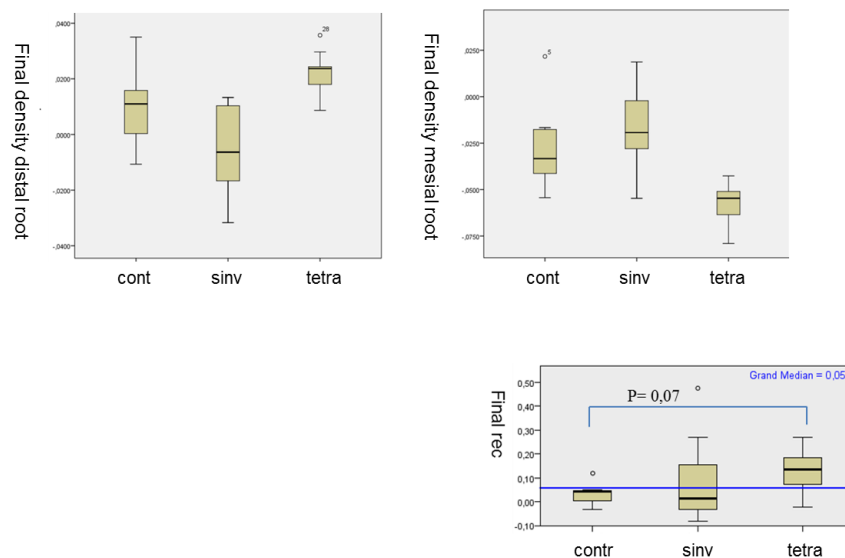 Final density distal root
,0400
,0200
,0000
-,0200
-,0400
28
cont sinv tetra
Final density mesial root
,0250
,0000
-,0250
-,0500
-,0750
5
cont sinv tetra
Final rec
0,50
0,40
0,30
0,20
0,10
0,00
-0,10
Grand Median = 0,05
P= 0,07
contr sinv tetra